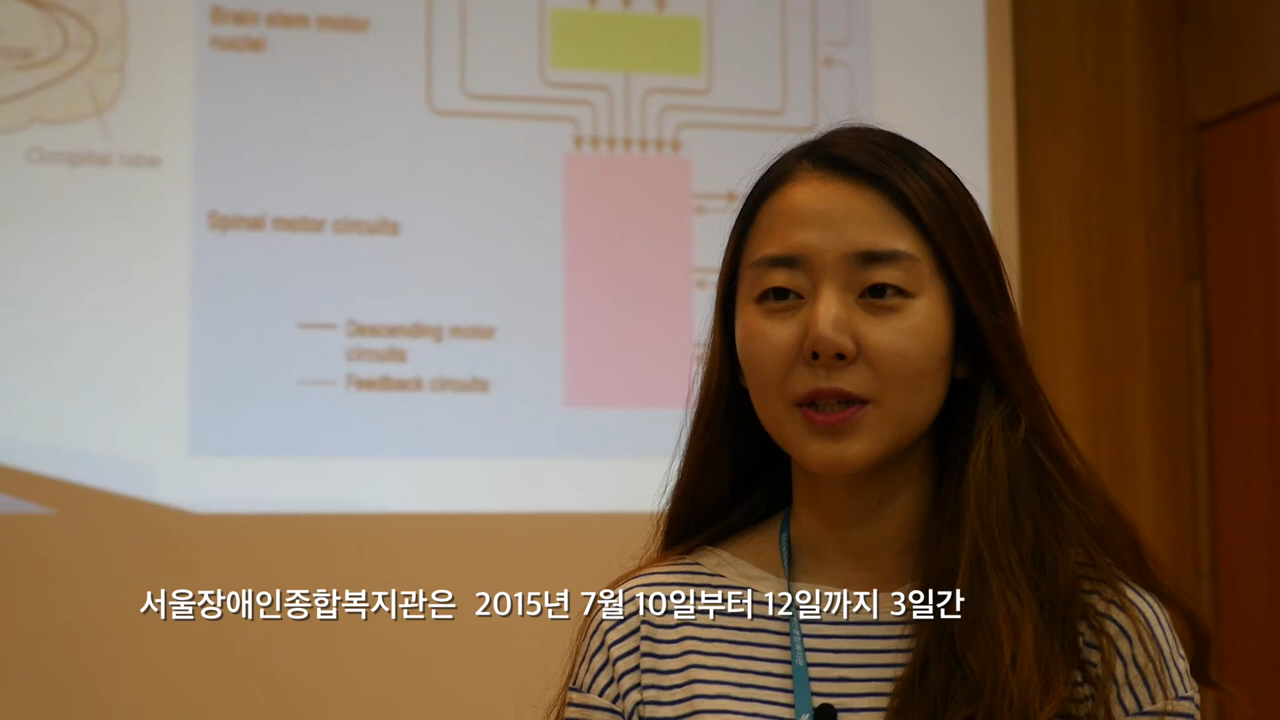 Brain stem motor
nuclei
Spinal motor circuits
Descending motor
circuits
Feedback circuits
서울장애인종합복지관은 2015년 7월 10일부터 12일까지 3일간